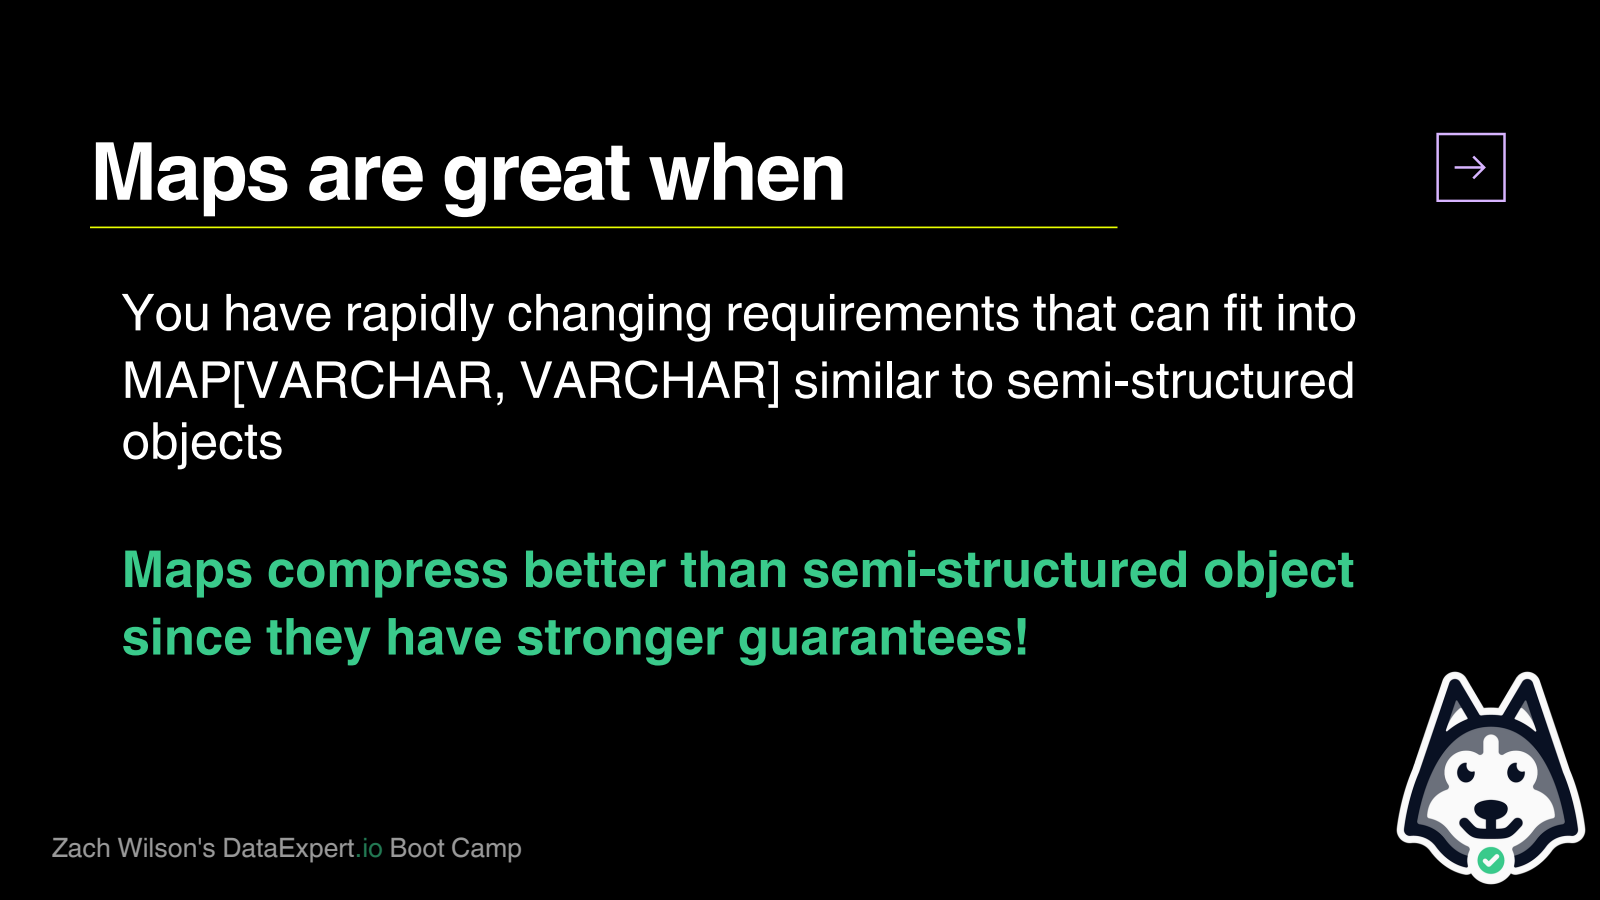 Maps are great when
You have rapidly changing requirements that can fit into
MAP[VARCHAR, VARCHAR] similar to semi-structured
objects
Maps compress better than semi-structured object
since they have stronger guarantees!
Zach Wilson's DataExpert.io Boot Camp